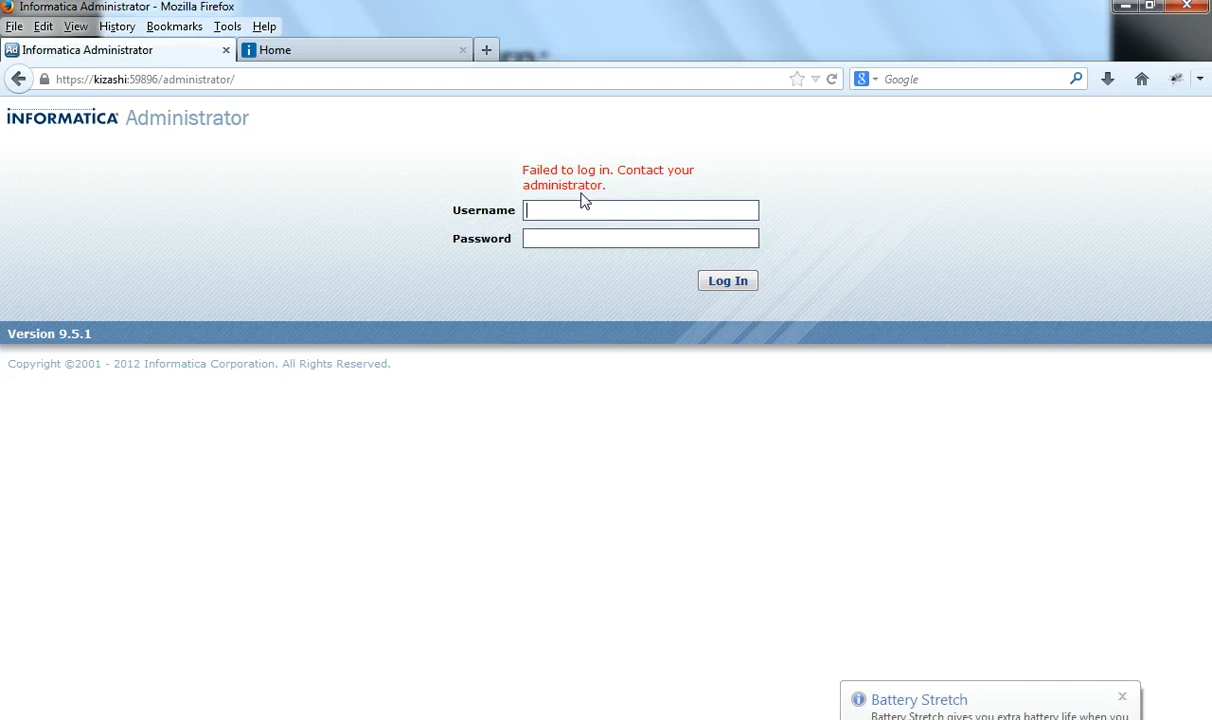 Informatica Administrator - Mozilla Firefox
File Edit View History Bookmarks Tools Help
Ad Informatica Administrator × i Home × +
https://kizashi:59896/administrator/
8 Google
INFORMATICA Administrator
Failed to log in. Contact your
administrator.
Username
Password
Log In
Version 9.5.1
Copyright ©2001 - 2012 Informatica Corporation. All Rights Reserved.
Battery Stretch
Battery Stretch gives you extra battery life when you